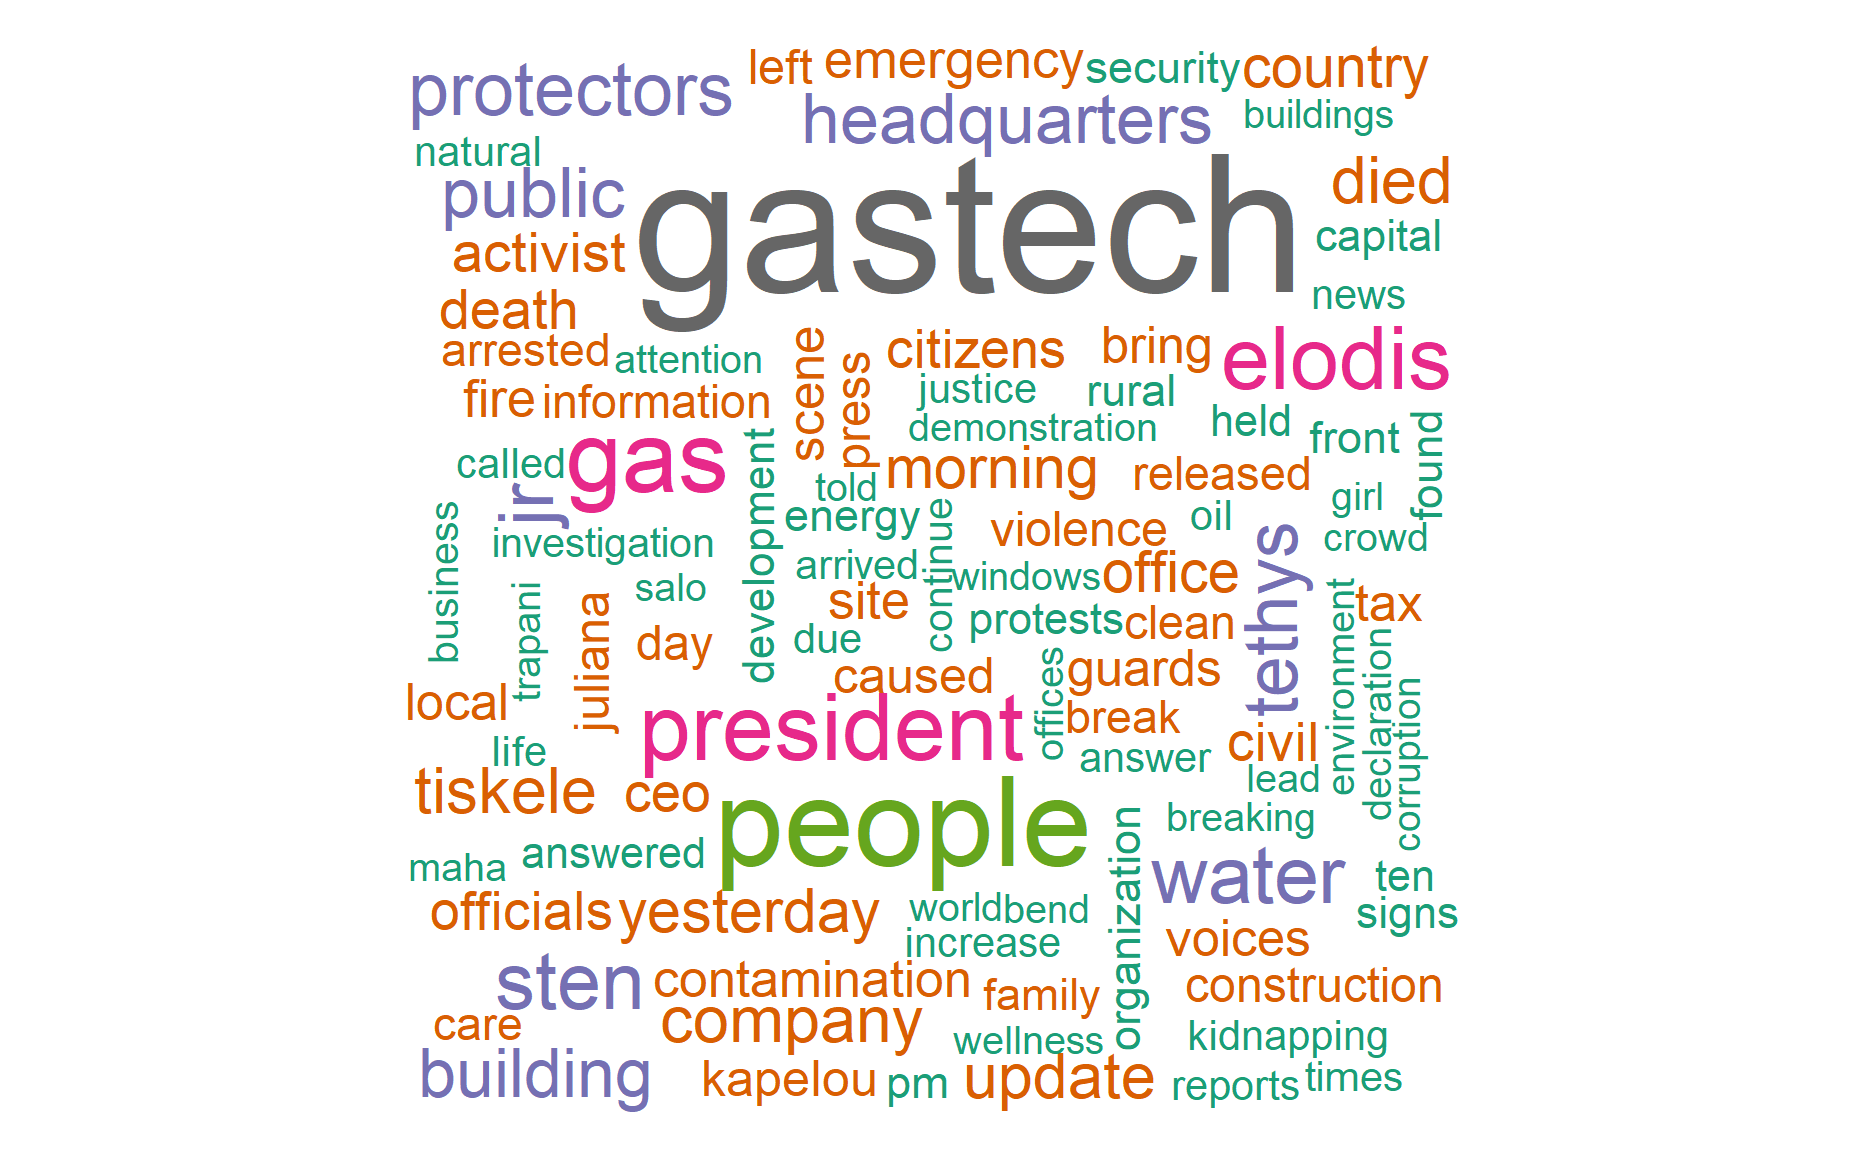 left emergency security country
protectors
headquarters
buildings
natural
public
gastech
died
activist
capital
death
news
arrested
attention
scene
press
citizens
bring
elodis
fire
information
justice
rural
demonstration
held
front
found
called
gas
jr
development
told
morning
released
girl
business
investigation
energy
continue
violence
oil
crowd
tethys
trapani
salo
arrived
windows
office
juliana
day
site
due
protests
clean
environment
tax
declaration
corruption
local
caused
offices
guards
president
break
life
answer
civil
tiskele
ceo
people
lead
breaking
maha
answered
organization
water
ten
officials
yesterday
world
bend
signs
increase
voices
sten
contamination
family
construction
care
company
wellness
kidnapping
building
kapelou
pm
update
reports
times